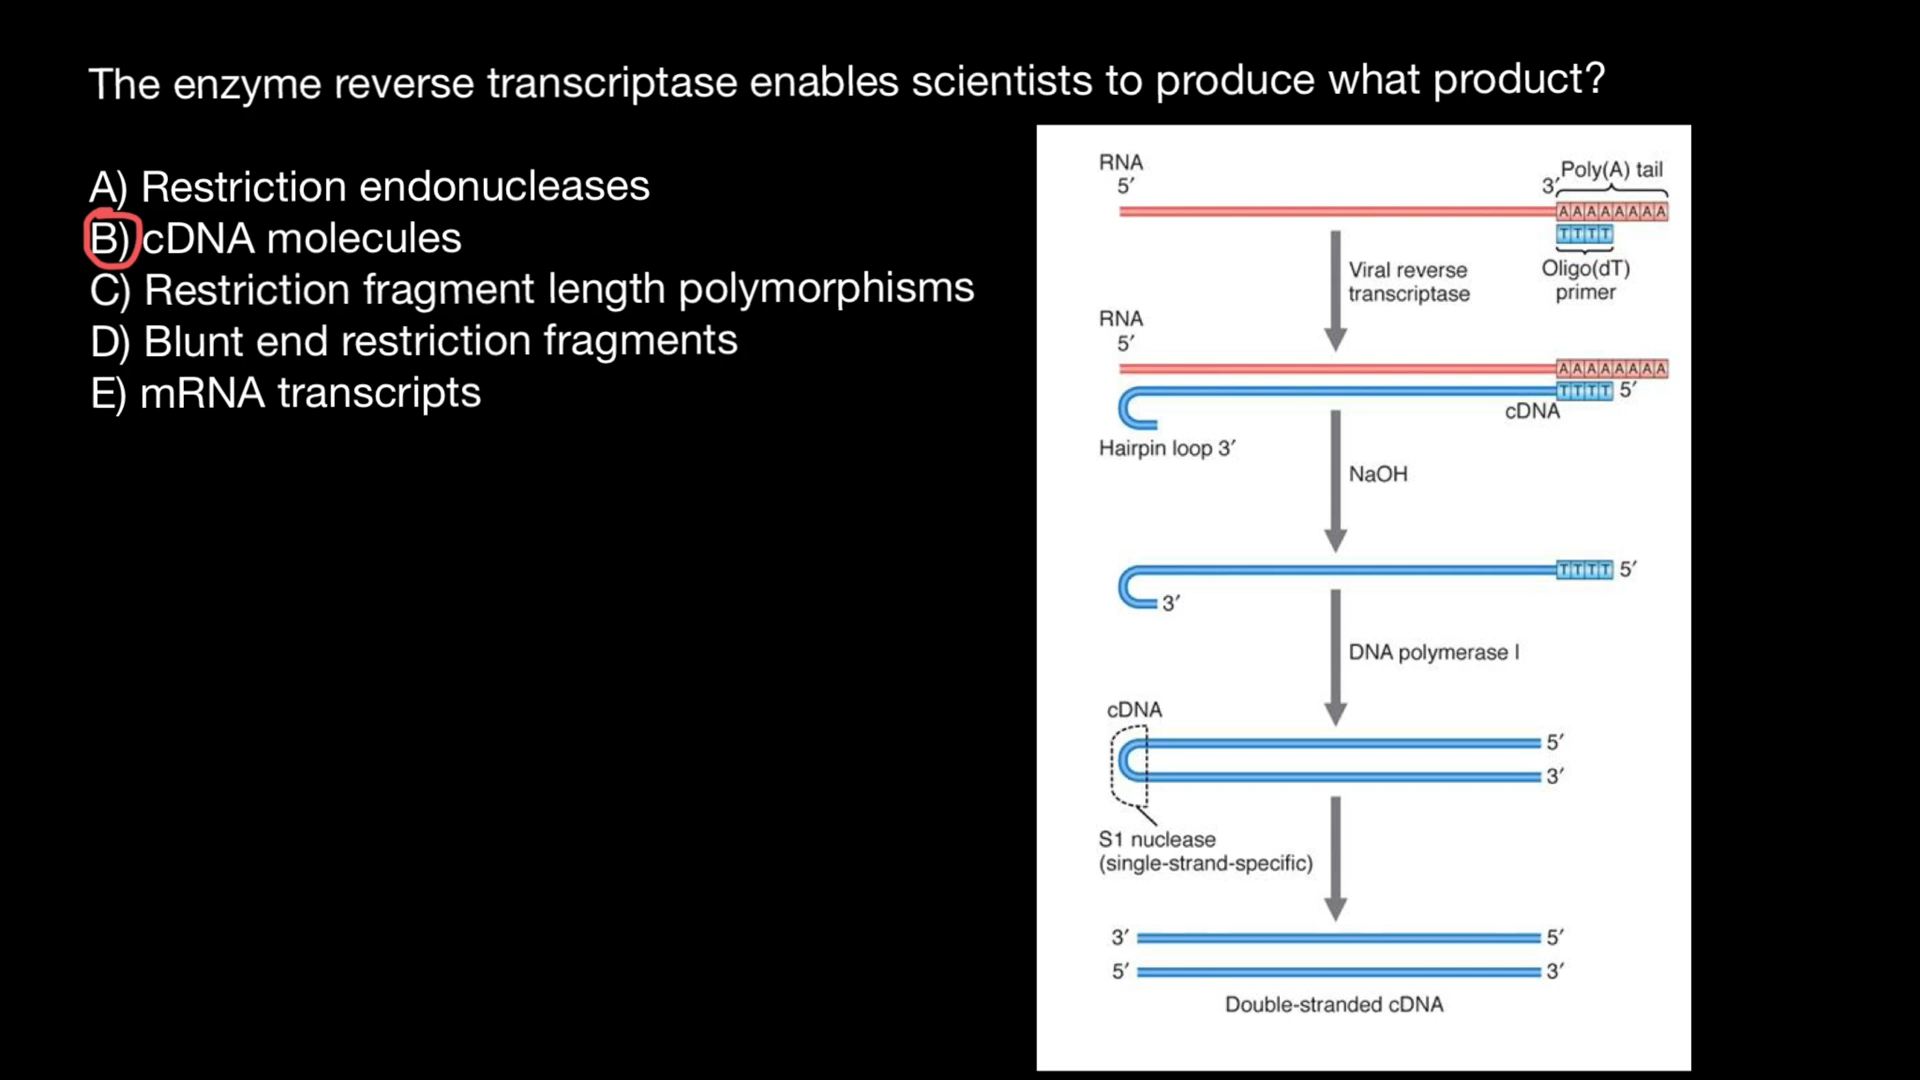 The enzyme reverse transcriptase enables scientists to produce what product?
A) Restriction endonucleases
B) cDNA molecules
C) Restriction fragment length polymorphisms
D) Blunt end restriction fragments
E) mRNA transcripts
RNA
5′
Poly(A) tail
3′
AAAAAAAA
TTTT
Viral reverse
transcriptase
Oligo(dT)
primer
RNA
5′
AAAAAAAA
TTTT 5′
cDNA
Hairpin loop 3′
NaOH
TTTT 5′
3′
DNA polymerase I
cDNA
5′
3′
S1 nuclease
(single-strand-specific)
3′ 5′
5′ 3′
Double-stranded cDNA